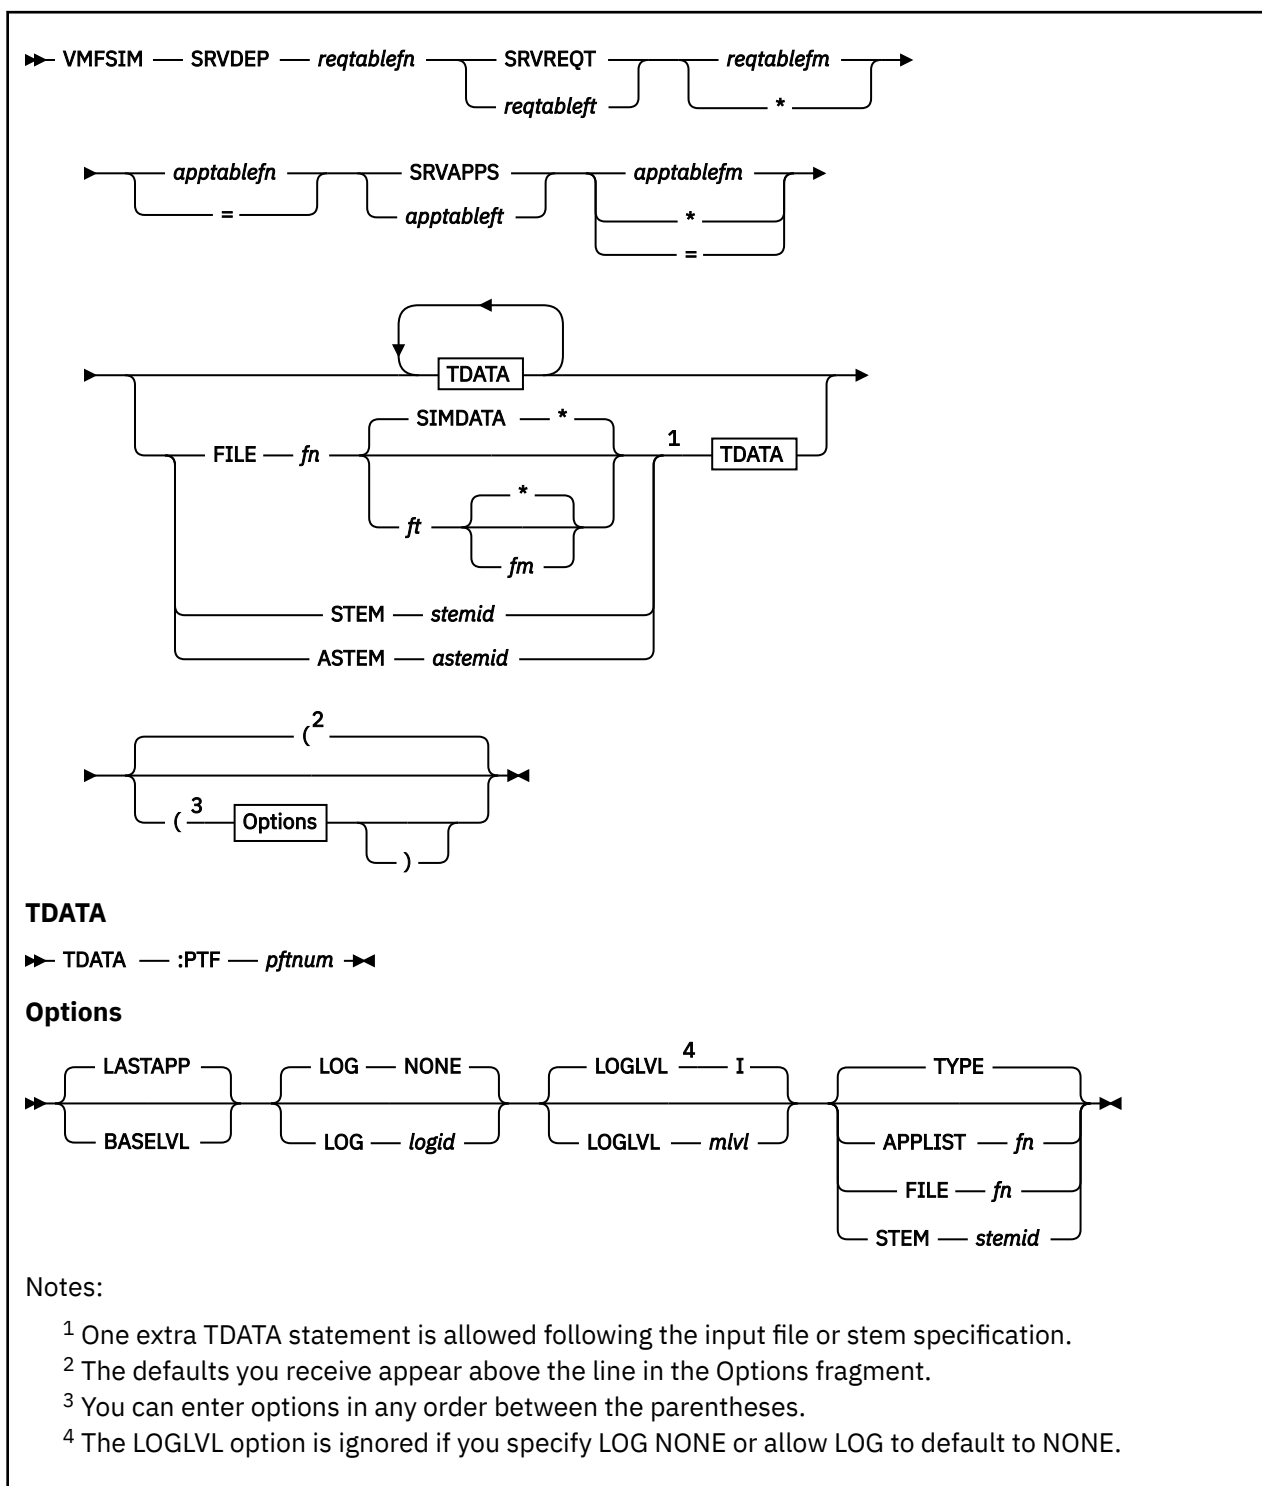 VMFSIM SRVDEP reqtablefn SRVREQT reqtablefm
reqtableft *
apptablefn SRVAPPS apptablefm
= apptableft *
=
TDATA
SIMDATA *
FILE fn 1 TDATA
*
ft
fm
STEM stemid
ASTEM astemid
( 2
( 3 Options
)
TDATA
TDATA :PTF pftnum
Options
LASTAPP LOG NONE LOGLVL 4 I TYPE
BASELVL LOG logid LOGLVL mlvl APPLIST fn
FILE fn
STEM stemid
Notes:
1 One extra TDATA statement is allowed following the input file or stem specification.
2 The defaults you receive appear above the line in the Options fragment.
3 You can enter options in any order between the parentheses.
4 The LOGLVL option is ignored if you specify LOG NONE or allow LOG to default to NONE.